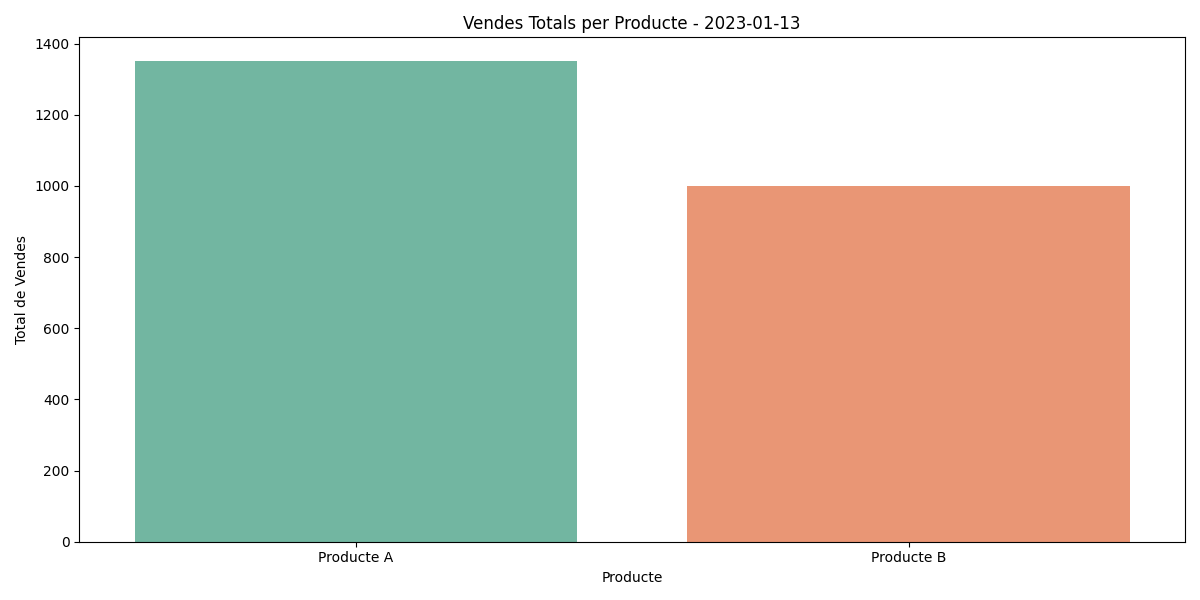 Vendes Totals per Producte - 2023-01-13
1400
1200
1000
800
600
400
200
0
Total de Vendes
Producte A
Producte B
Producte